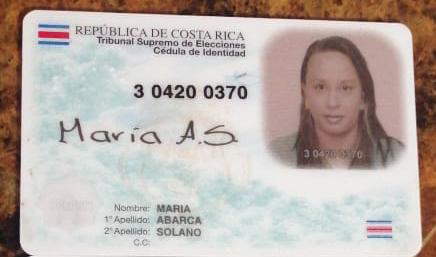 REPÚBLICA DE COSTA RICA
Tribunal Supremo de Elecciones
Cédula de Identidad
3 0420 0370
María A.S.
3 0420 0370
Nombre: MARIA
1° Apellido: ABARCA
2° Apellido: SOLANO
C.C: